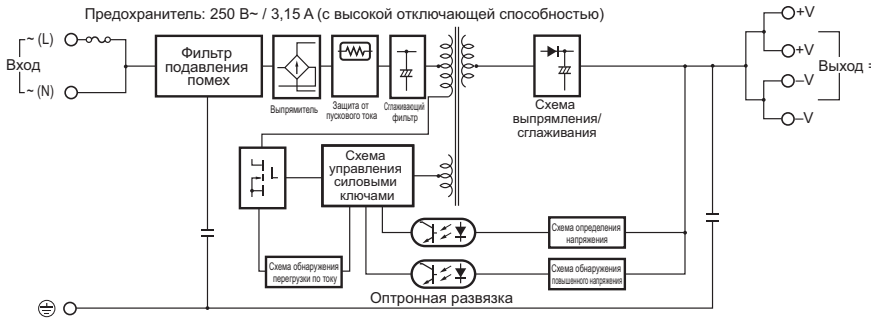 Предохранитель: 250 В~ / 3,15 А (с высокой отключающей способностью)
~ (L)
Вход
~ (N)
Фильтр
подавления
помех
Выпрямитель
Защита от
пускового тока
Сглаживающий
фильтр
Схема
выпрямления/
сглаживания
+V
+V
Выход =
–V
–V
Схема
управления
силовыми
ключами
Схема обнаружения
перегрузки по току
Схема определения
напряжения
Схема обнаружения
повышенного напряжения
Оптронная развязка